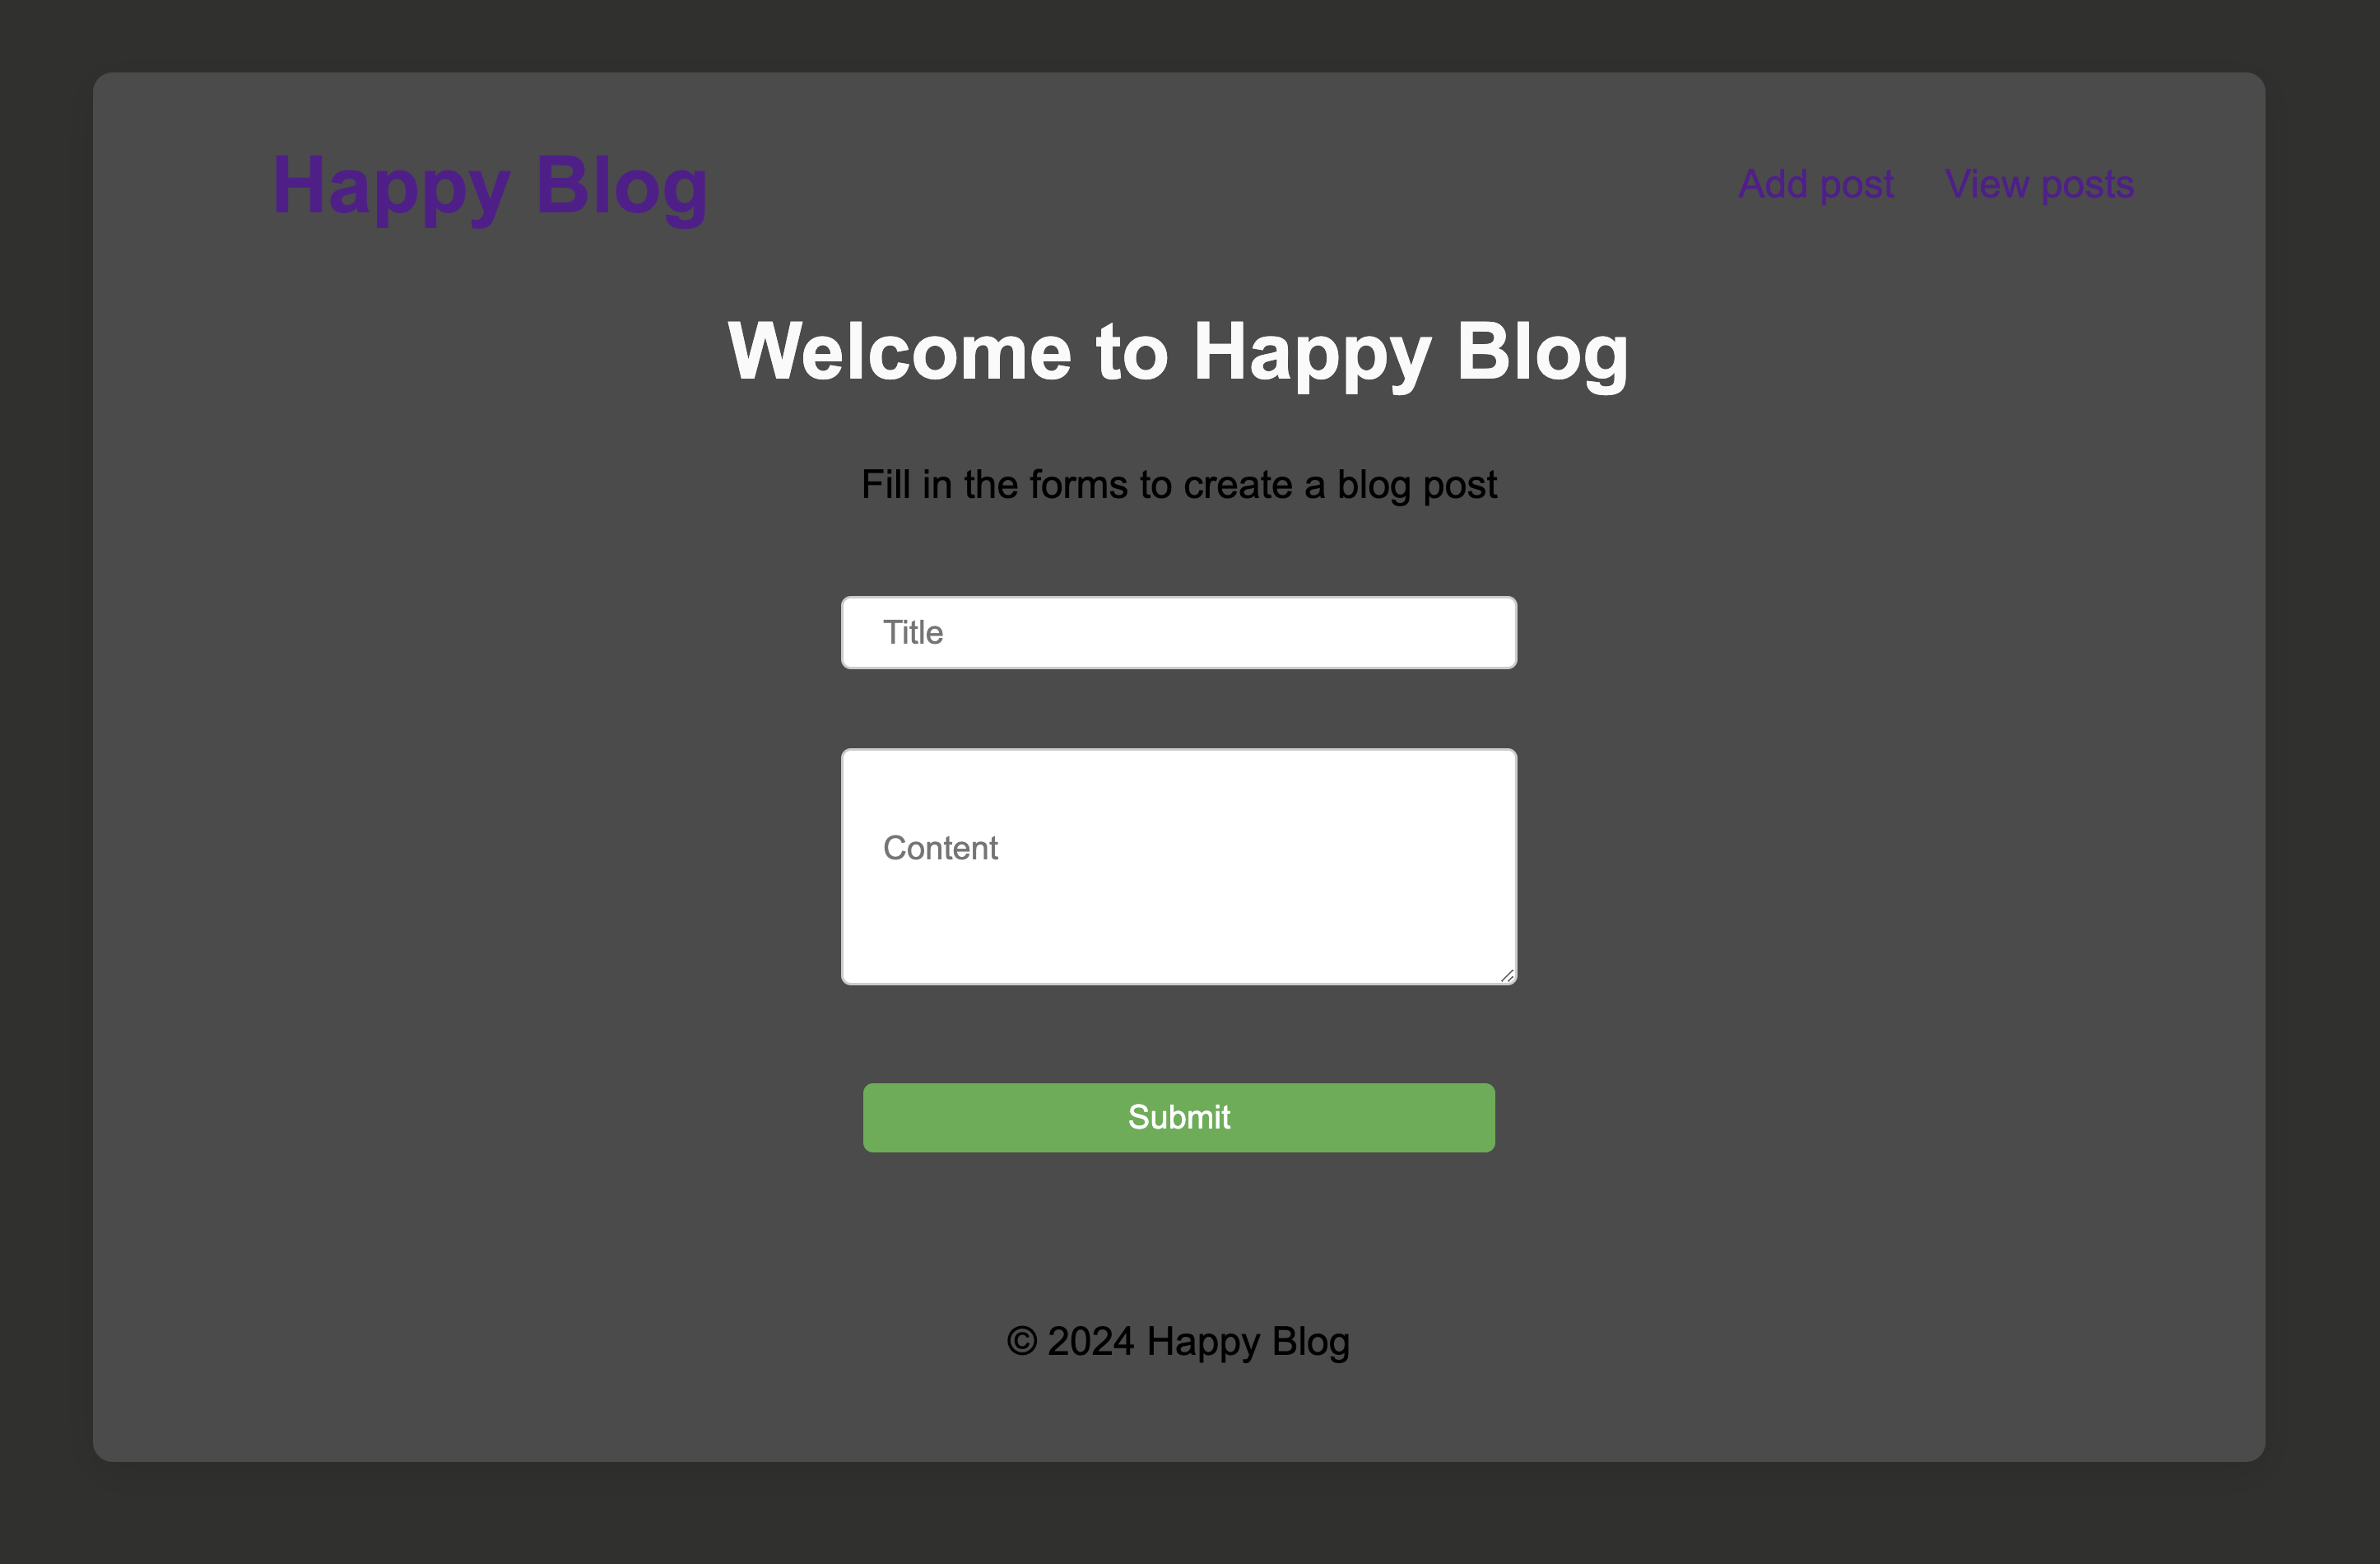 Happy Blog
Add post
View posts
Welcome to Happy Blog
Fill in the forms to create a blog post
Title
Content
Submit
© 2024 Happy Blog